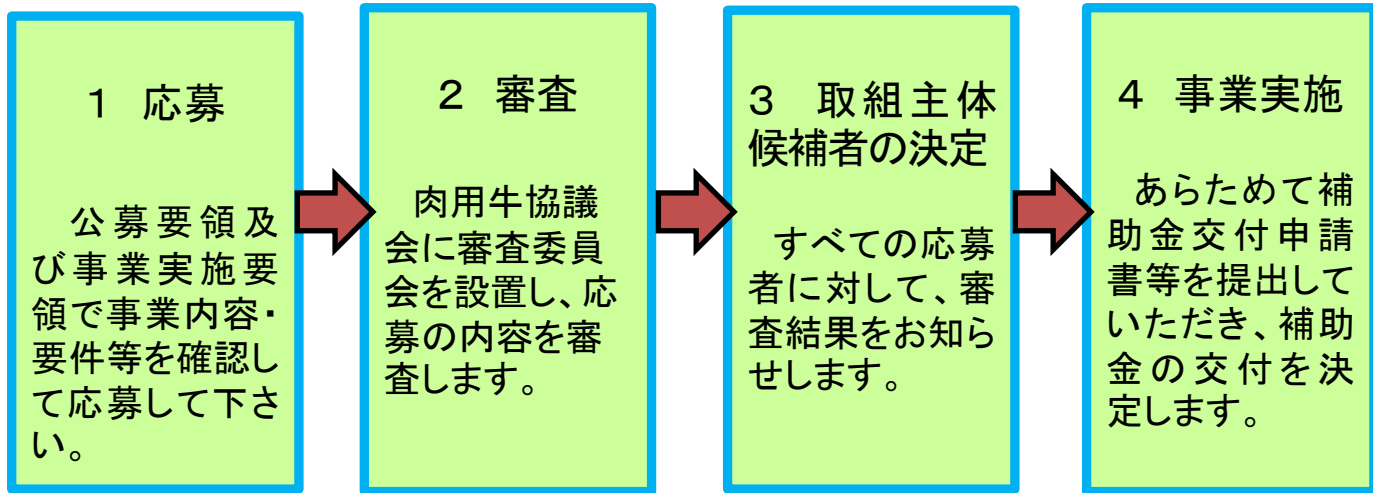 1 応募
公募要領及
び事業実施要
領で事業内容・
要件等を確認し
て応募して下さ
い。
2 審査
肉用牛協議
会に審査委員
会を設置し、応
募の内容を審
査します。
3 取組主体
候補者の決定
すべての応募
者に対して、審
査結果をお知ら
せします。
4 事業実施
あらためて補
助金交付申請
書等を提出して
いただき、補助
金の交付を決
定します。